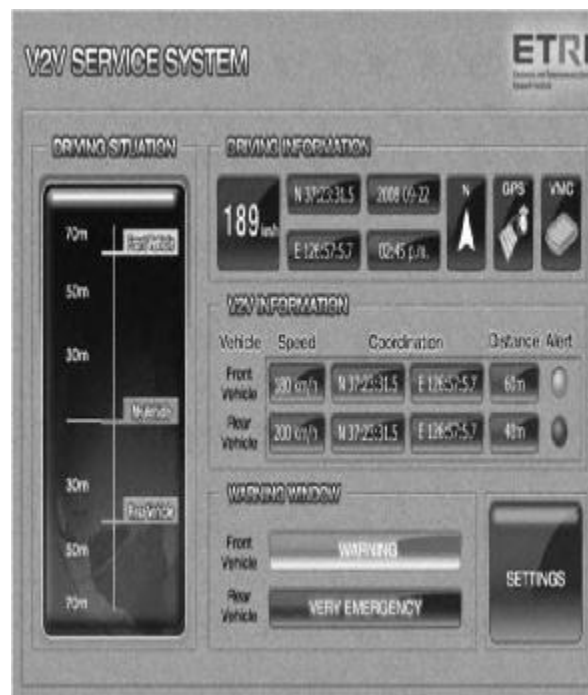 V2V SERVICE SYSTEM
ETRI
DRIVING SITUATION
70m
Front Vehicle
50m
30m
My Vehicle
30m
Rear Vehicle
50m
70m
DRIVING INFORMATION
189 km/h
N 37:23:31.5
2008-09-22
E 126:57:5.7
02:45 p.m.
N
GPS
VMC
V2V INFORMATION
Vehicle Speed Coordination Distance Alert
Front Vehicle
180 km/h N 37:23:31.5 E 126:57:5.7 60m
Rear Vehicle
200 km/h N 37:23:31.5 E 126:57:5.7 40m
WARNING WINDOW
Front Vehicle
WARNING
Rear Vehicle
VERY EMERGENCY
SETTINGS